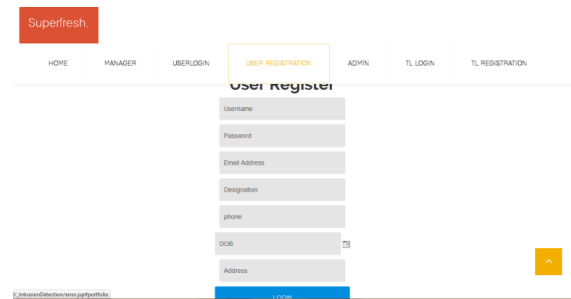 Superfresh.
HOME MANAGER USERLOGIN USER REGISTRATION ADMIN TL LOGIN TL REGISTRATION
User Register
Username
Password
Email Address
Designation
phone
DOB
Address
LOGIN
/_IntrusionDetection/error.jsp#portfolio